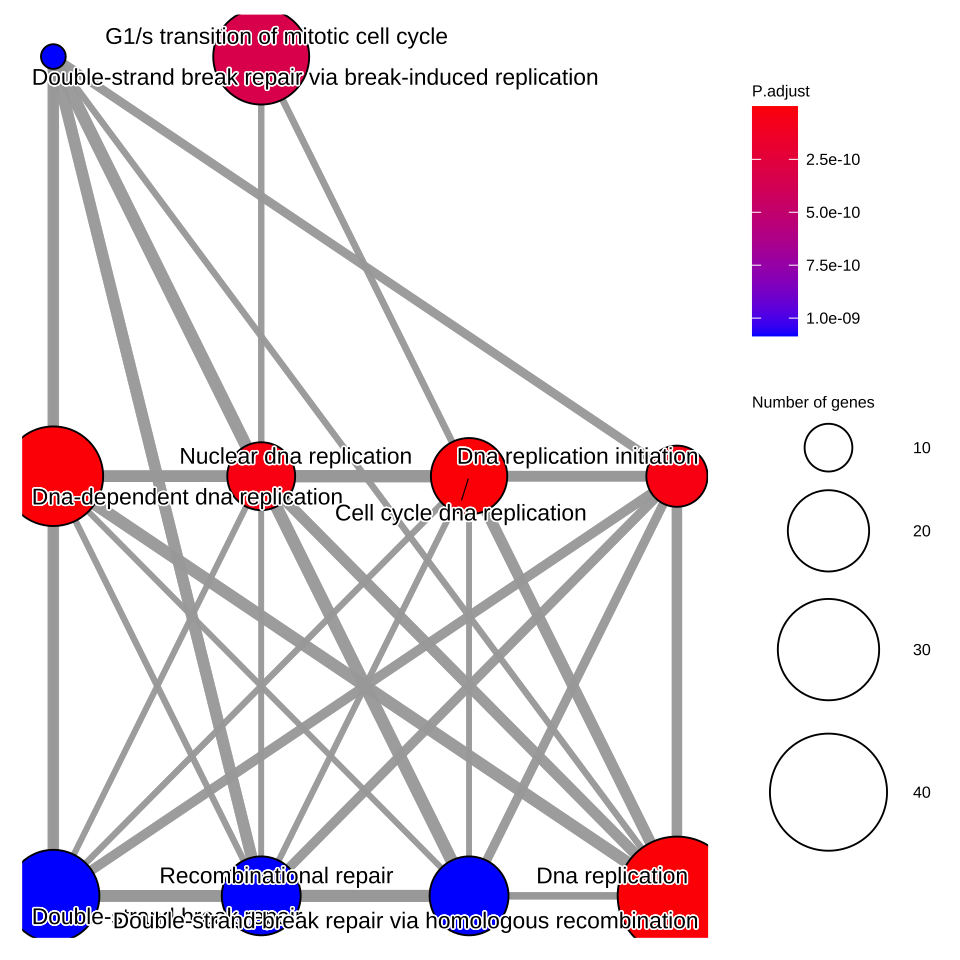 G1/s transition of mitotic cell cycle
Double-strand break repair via break-induced replication
Nuclear dna replication
Dna replication initiation
Dna-dependent dna replication
Cell cycle dna replication
Recombinational repair
Dna replication
Double-strand break repair
Double-strand break repair via homologous recombination
P.adjust
2.5e-10
5.0e-10
7.5e-10
1.0e-09
Number of genes
10
20
30
40